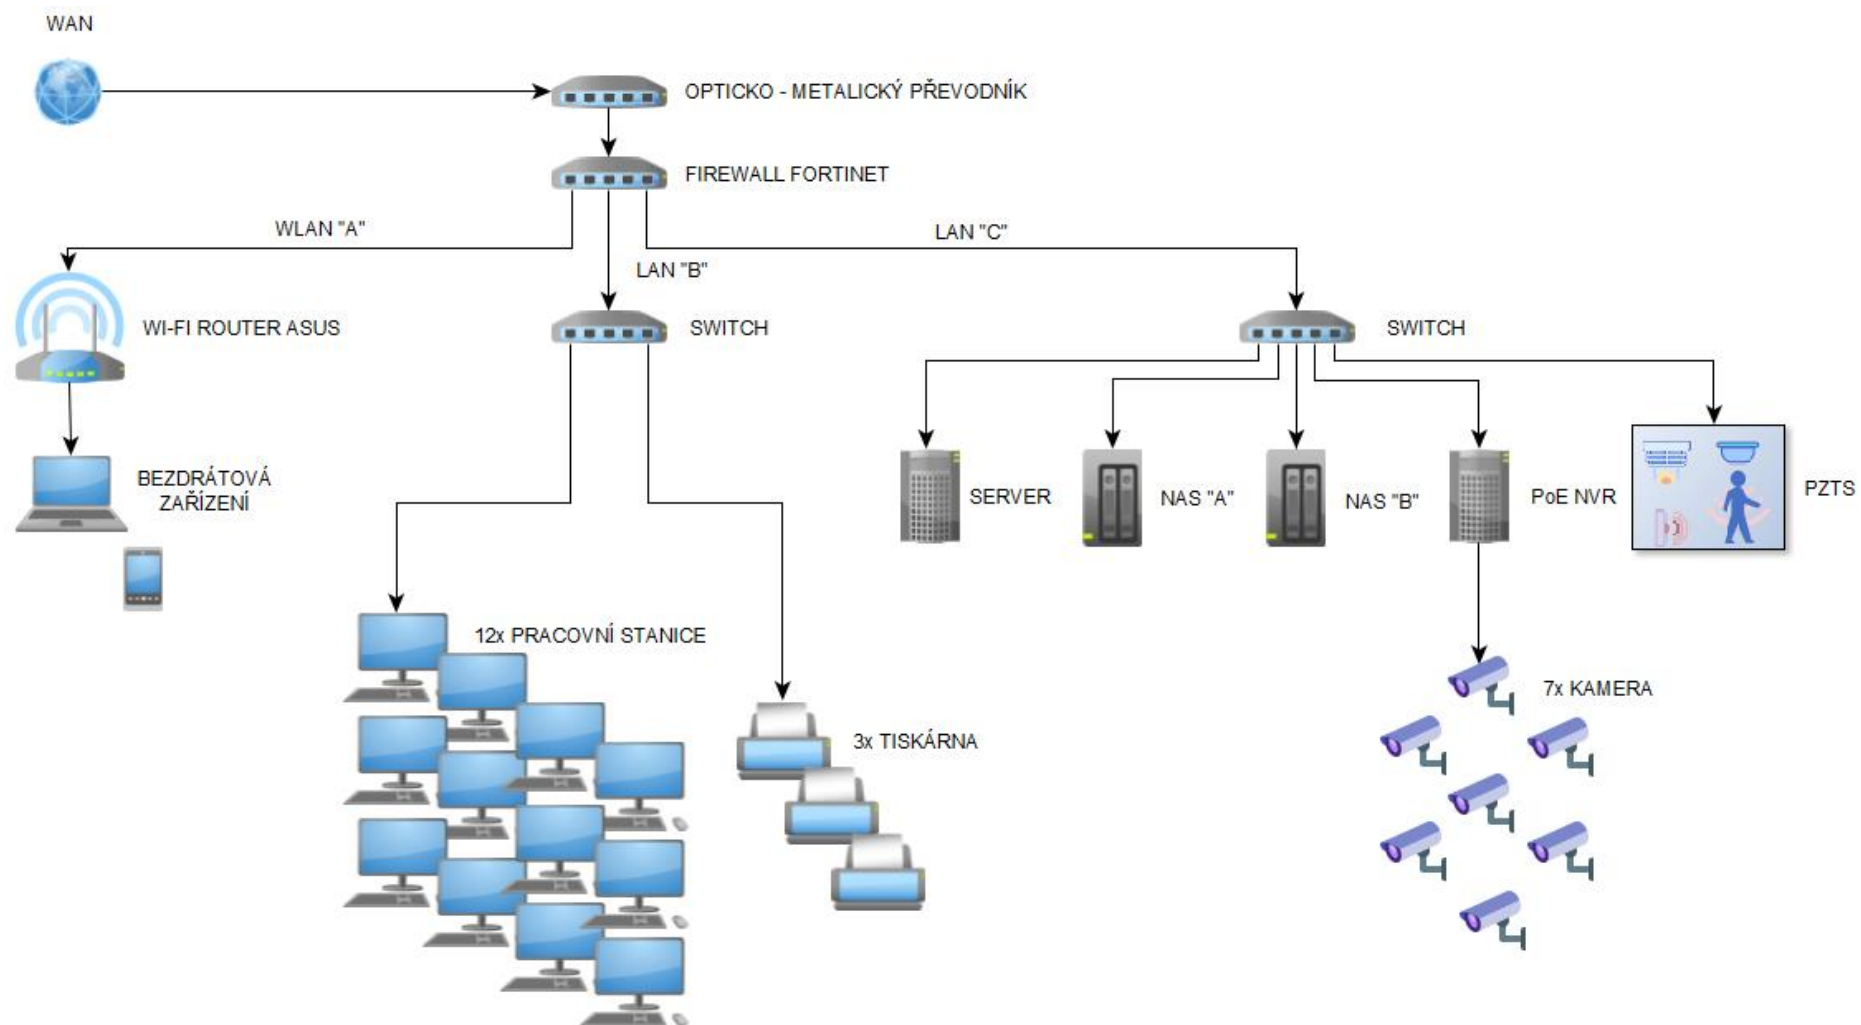 WAN
OPTICKO - METALICKÝ PŘEVODNÍK
FIREWALL FORTINET
WLAN "A"
LAN "C"
LAN "B"
WI-FI ROUTER ASUS
SWITCH
SWITCH
BEZDRÁTOVÁ
ZAŘÍZENÍ
SERVER
NAS "A"
NAS "B"
PoE NVR
PZTS
12x PRACOVNÍ STANICE
7x KAMERA
3x TISKÁRNA